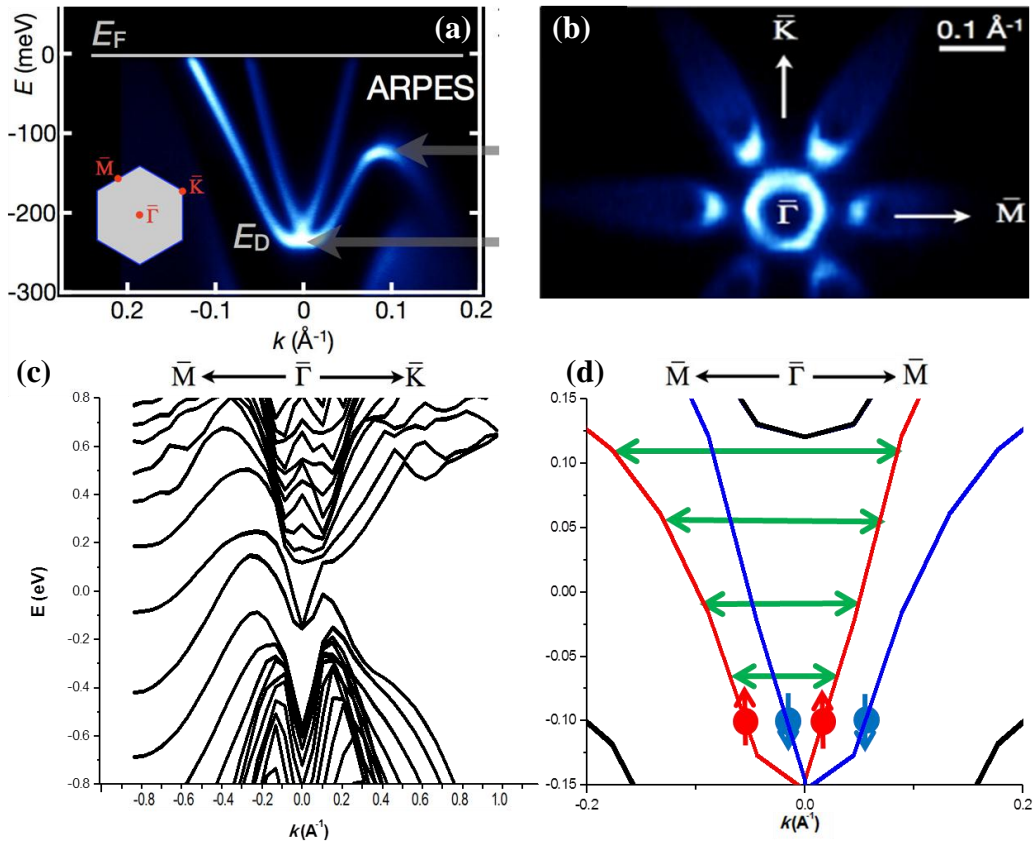 (a)
E_F
E (meV)
0
-100
-200
-300
ARPES
M̄
K̄
Γ̄
E_D
0.2
-0.1
0
0.1
0.2
k (Å⁻¹)
(b)
K̄
0.1 Å⁻¹
Γ̄
M̄
(c)
M̄ Γ̄ K̄
E (eV)
0.8
0.6
0.4
0.2
0.0
-0.2
-0.4
-0.6
-0.8
-0.8 -0.6 -0.4 -0.2 0.0 0.2 0.4 0.6 0.8 1.0
k(A⁻¹)
(d)
M̄ Γ̄ M̄
0.15
0.10
0.05
0.00
-0.05
-0.10
-0.15
-0.2 0.0 0.2
k(A⁻¹)